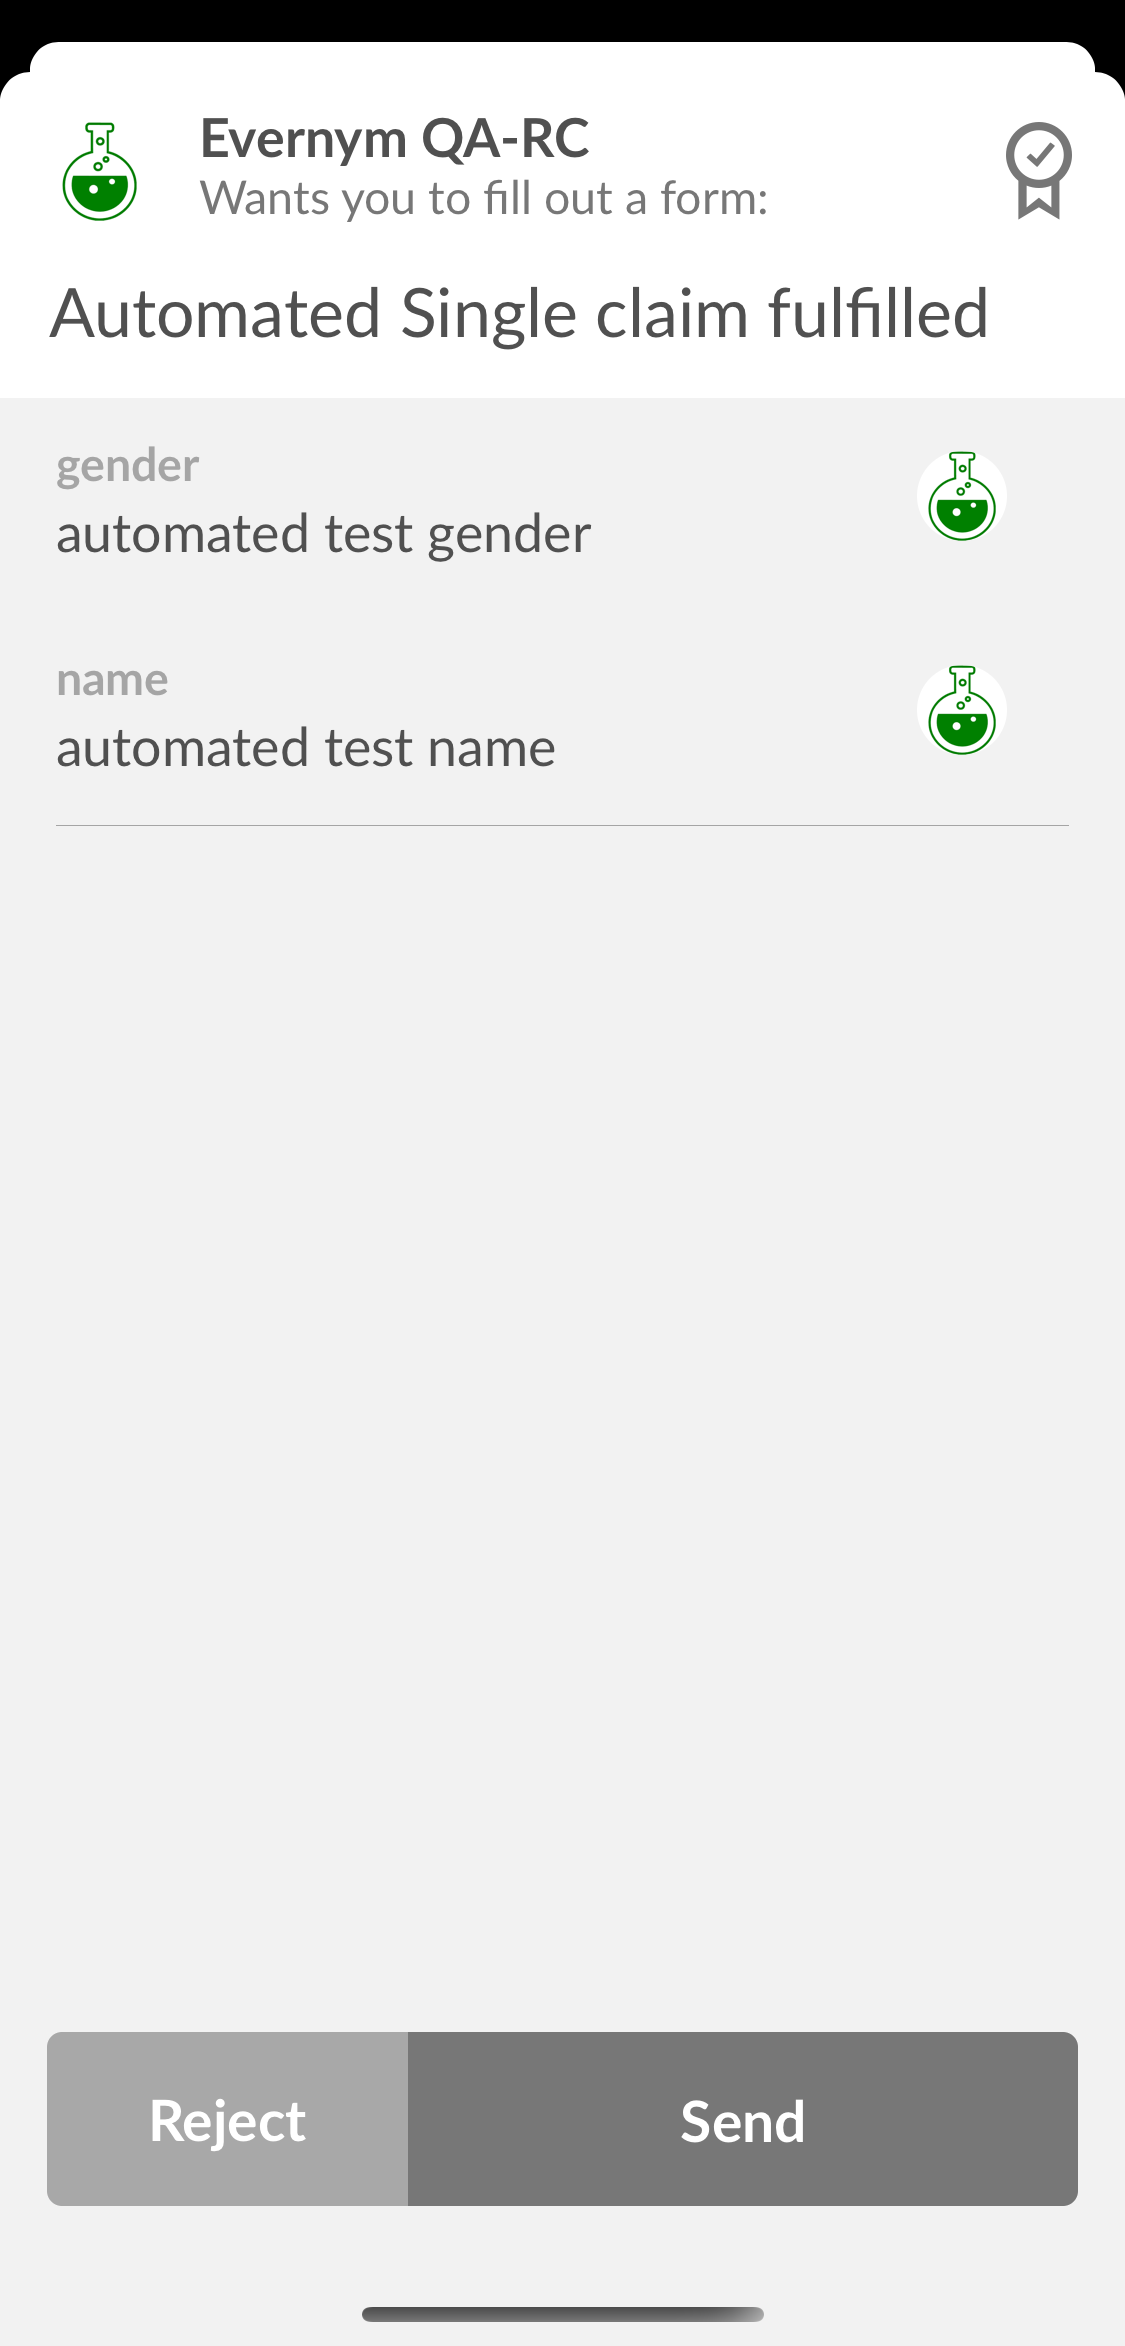 Evernym QA-RC
Wants you to fill out a form:
Automated Single claim fulfilled
gender
automated test gender
name
automated test name
Reject
Send